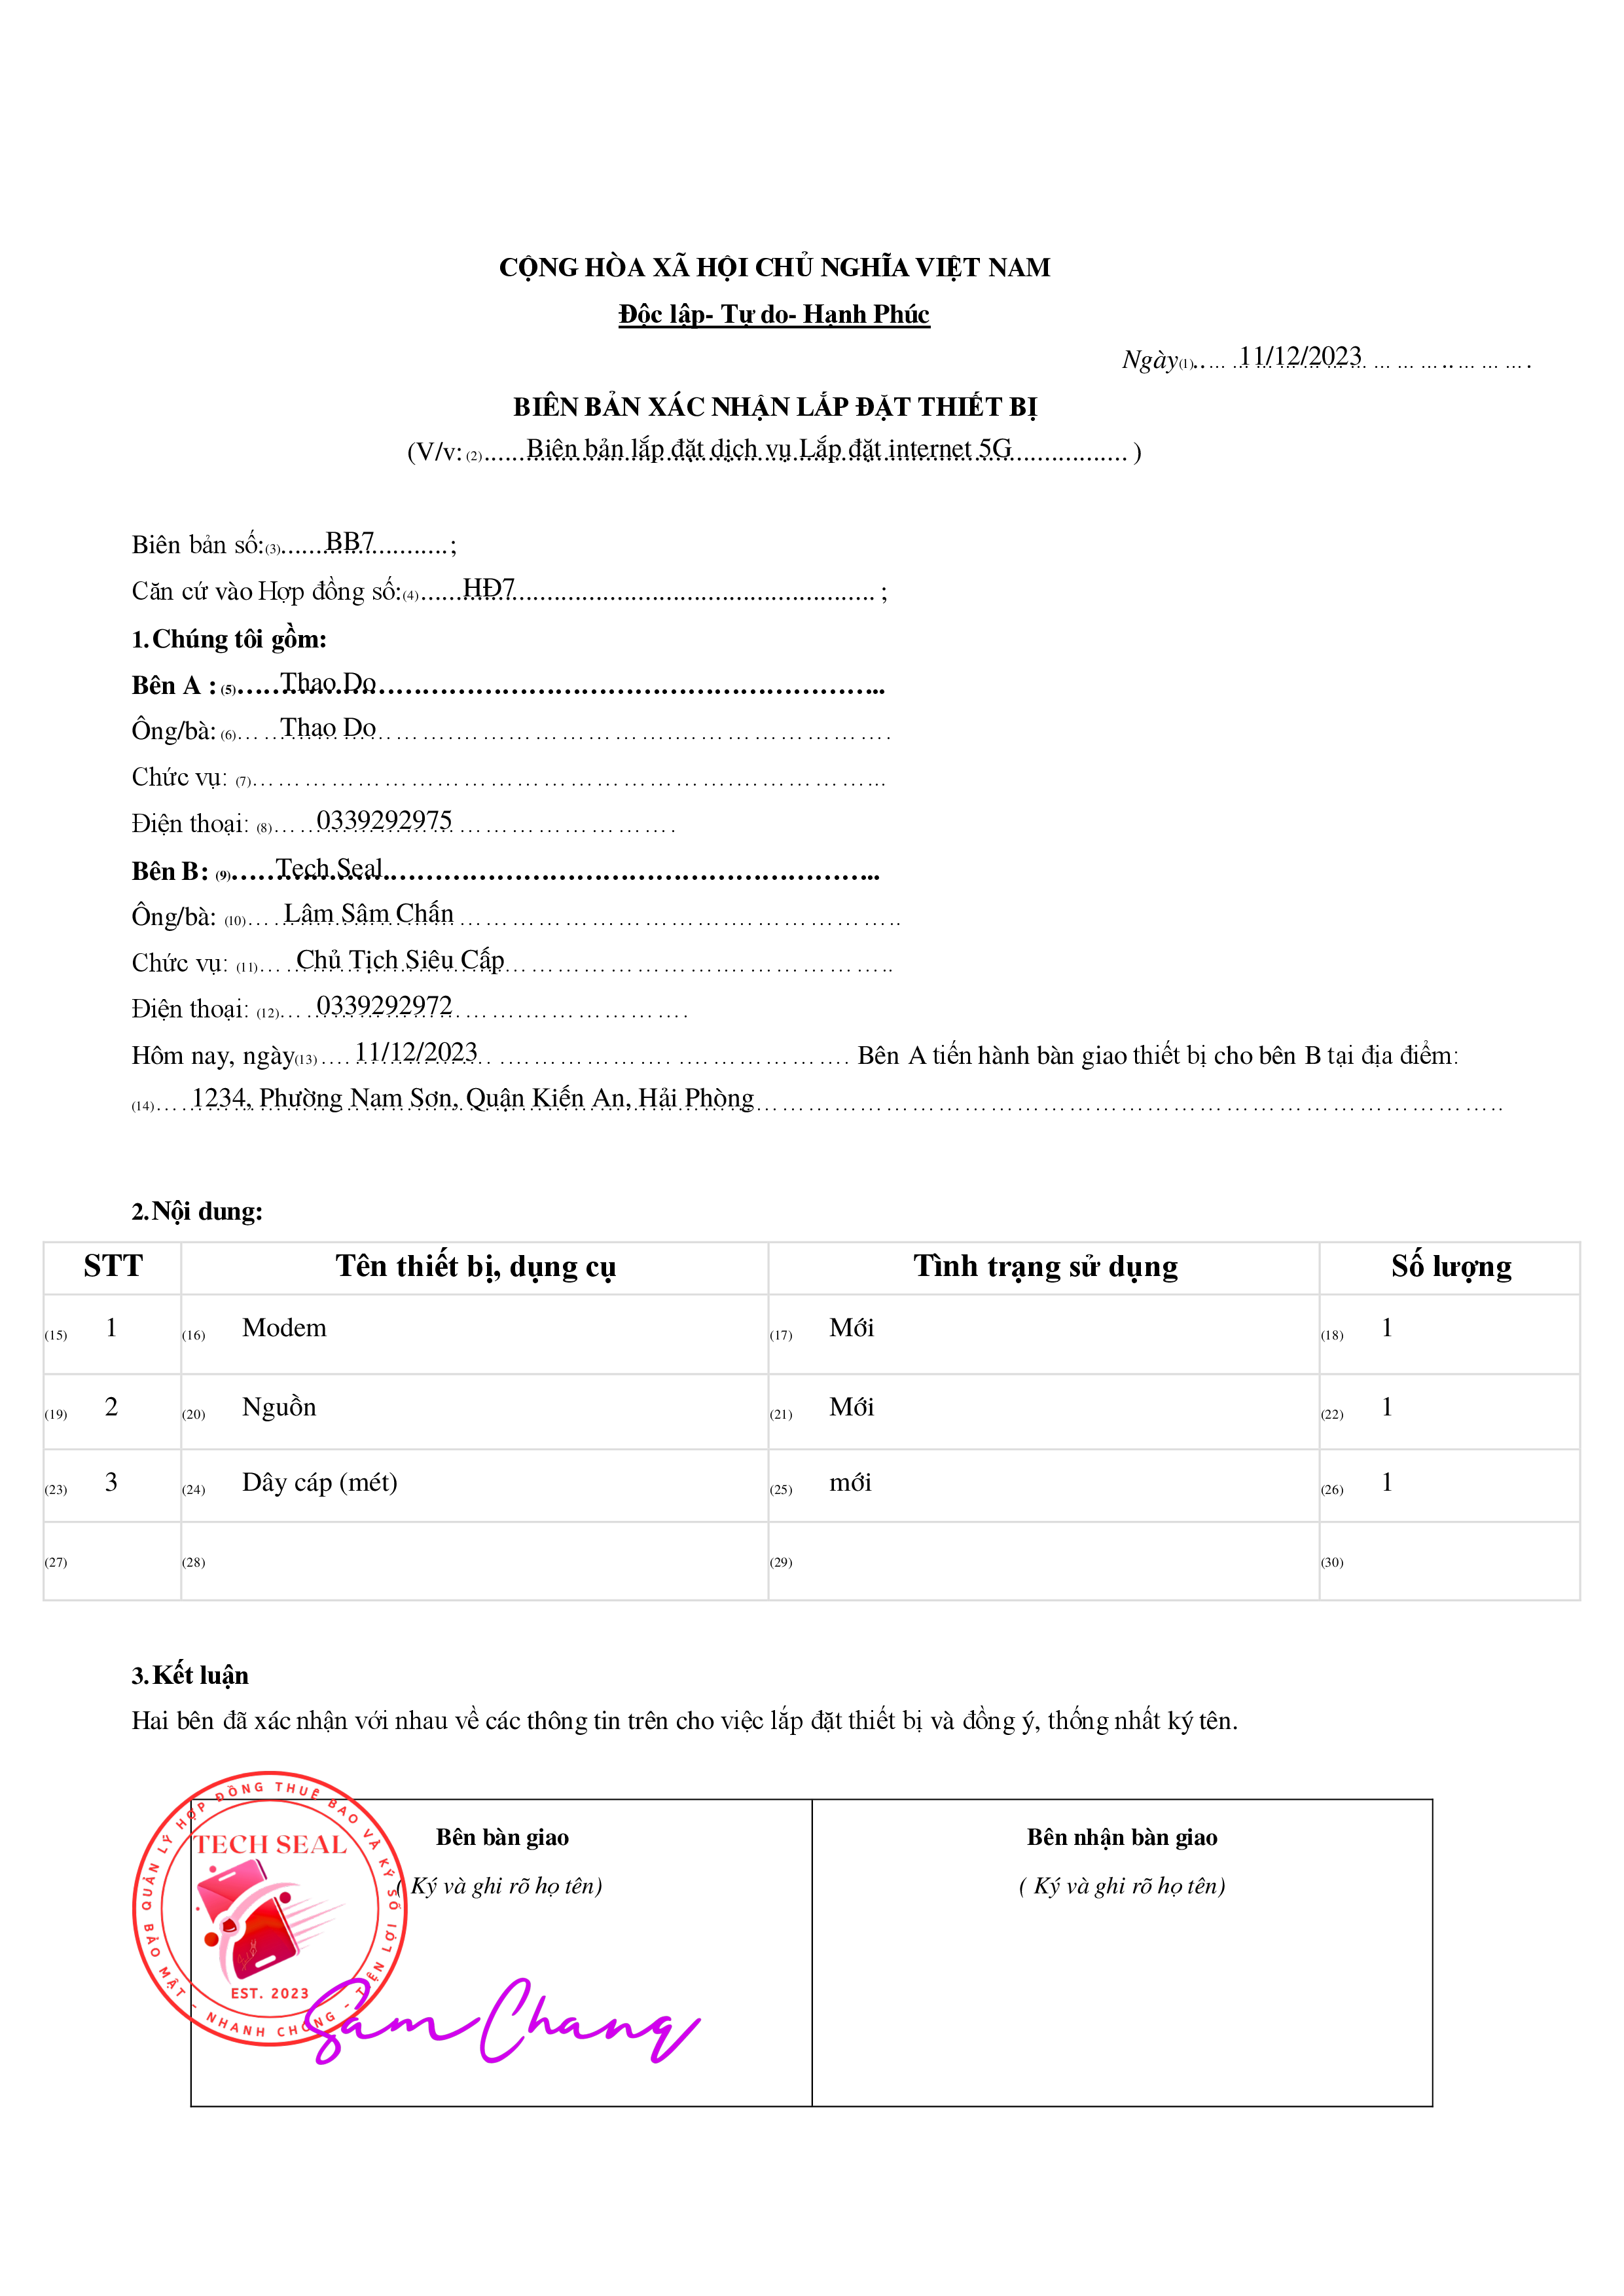 CỘNG HÒA XÃ HỘI CHỦ NGHĨA VIỆT NAM
Độc lập- Tự do- Hạnh Phúc
Ngày(1)..… 11/12/2023 ………
BIÊN BẢN XÁC NHẬN LẮP ĐẶT THIẾT BỊ
(V/v: (2)...... Biên bản lắp đặt dịch vụ Lắp đặt internet 5G ................ )
Biên bản số:(3)...... BB7 ..........;
Căn cứ vào Hợp đồng số:(4)...... HĐ7 .................... ;
1. Chúng tôi gồm:
Bên A : (5)…… Thao Do ……………………..
Ông/bà: (6)…… Thao Do …………………….
Chức vụ: (7)…………………………………...
Điện thoại: (8)…… 0339292975 …………….
Bên B: (9)…… Tech Seal ……………………..
Ông/bà: (10)…… Lâm Sâm Chấn ………………..
Chức vụ: (11)…… Chủ Tịch Siêu Cấp ………………..
Điện thoại: (12)…… 0339292972 …………….
Hôm nay, ngày(13)…… 11/12/2023 ……………. Bên A tiến hành bàn giao thiết bị cho bên B tại địa điểm:
(14)…… 1234, Phường Nam Sơn, Quận Kiến An, Hải Phòng …………………………..
2. Nội dung:
STT Tên thiết bị, dụng cụ Tình trạng sử dụng Số lượng
(15) 1 (16) Modem (17) Mới (18) 1
(19) 2 (20) Nguồn (21) Mới (22) 1
(23) 3 (24) Dây cáp (mét) (25) mới (26) 1
(27) (28) (29) (30)
3. Kết luận
Hai bên đã xác nhận với nhau về các thông tin trên cho việc lắp đặt thiết bị và đồng ý, thống nhất ký tên.
Bên bàn giao Bên nhận bàn giao
( Ký và ghi rõ họ tên) ( Ký và ghi rõ họ tên)
QUẢN LÝ HỢP ĐỒNG THUÊ BAO VÀ KÝ SỐ
TECH SEAL
EST. 2023
BẢO MẬT - NHANH CHÓNG - TIỆN LỢI
Sâm Chang